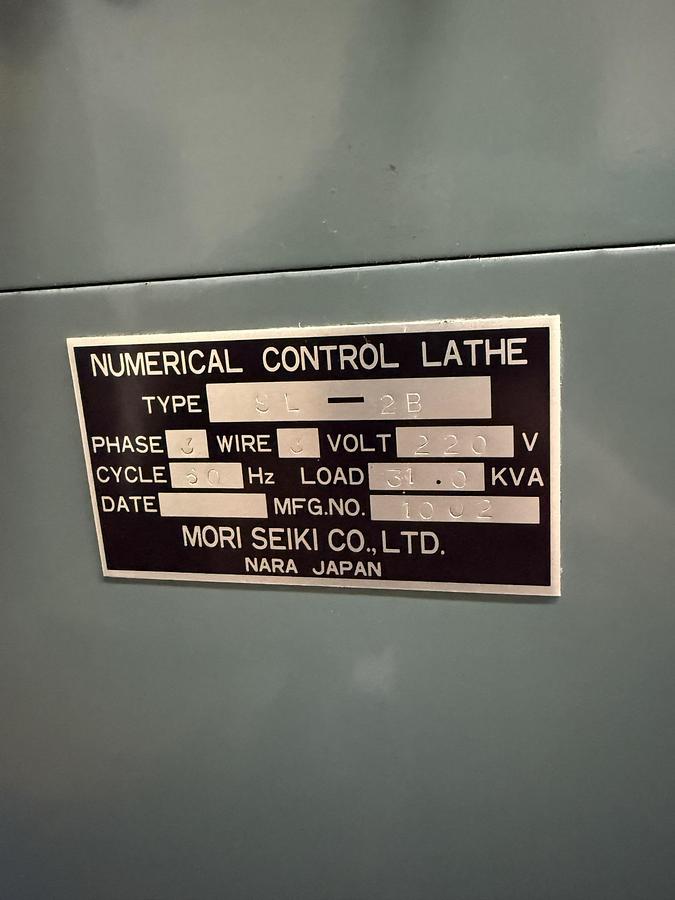 NUMERICAL CONTROL LATHE
TYPE SL - 2B
PHASE 3 WIRE 3 VOLT 220 V
CYCLE 60 Hz LOAD 31.0 KVA
DATE MFG.NO. 1002
MORI SEIKI CO., LTD.
NARA JAPAN